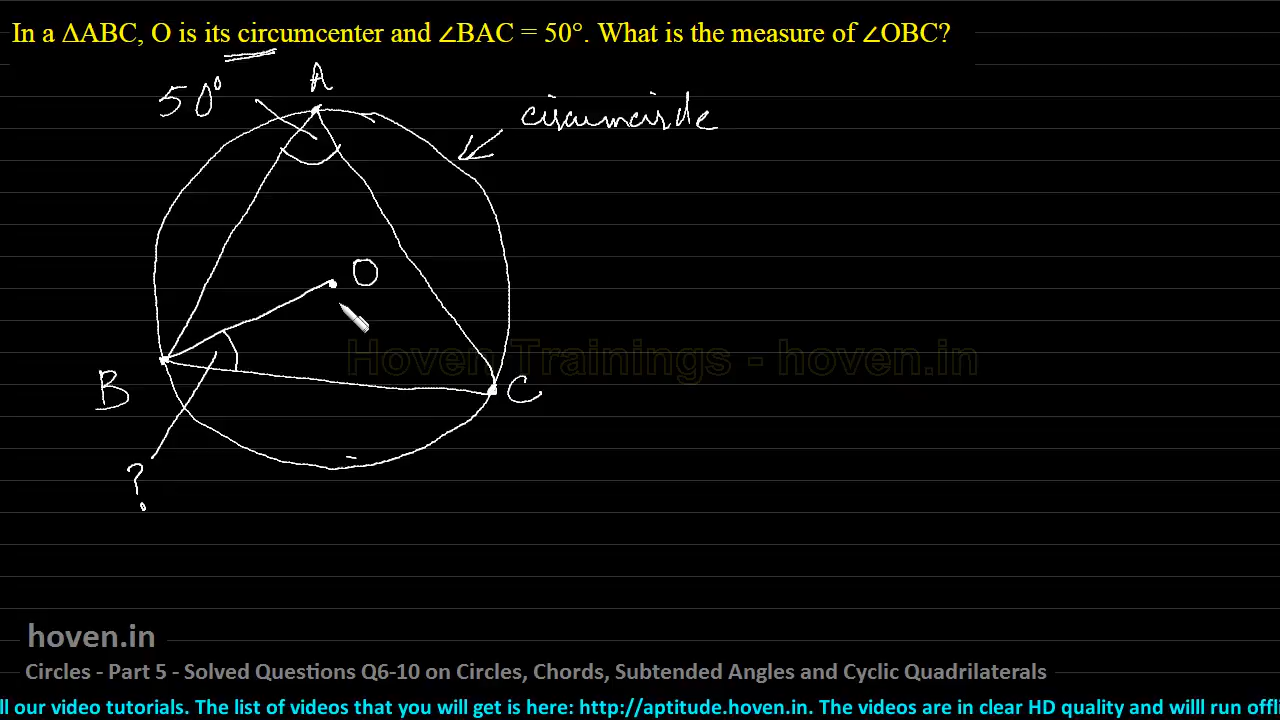 In a ΔABC, O is its circumcenter and ∠BAC = 50°. What is the measure of ∠OBC?
50°
A
circumcircle
O
Hoven Trainings - hoven.in
B
C
?
hoven.in
Circles - Part 5 - Solved Questions Q6-10 on Circles, Chords, Subtended Angles and Cyclic Quadrilaterals
ll our video tutorials. The list of videos that you will get is here: http://aptitude.hoven.in. The videos are in clear HD quality and willl run offl